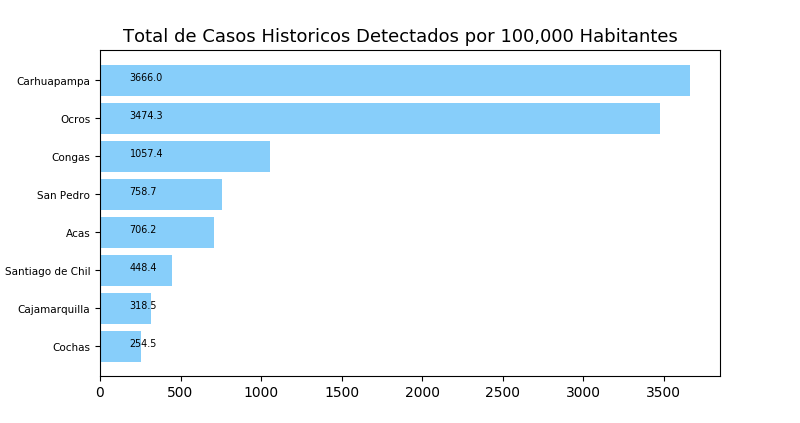 Total de Casos Historicos Detectados por 100,000 Habitantes
Carhuapampa 3666.0
Ocros 3474.3
Congas 1057.4
San Pedro 758.7
Acas 706.2
Santiago de Chil 448.4
Cajamarquilla 318.5
Cochas 254.5
0 500 1000 1500 2000 2500 3000 3500